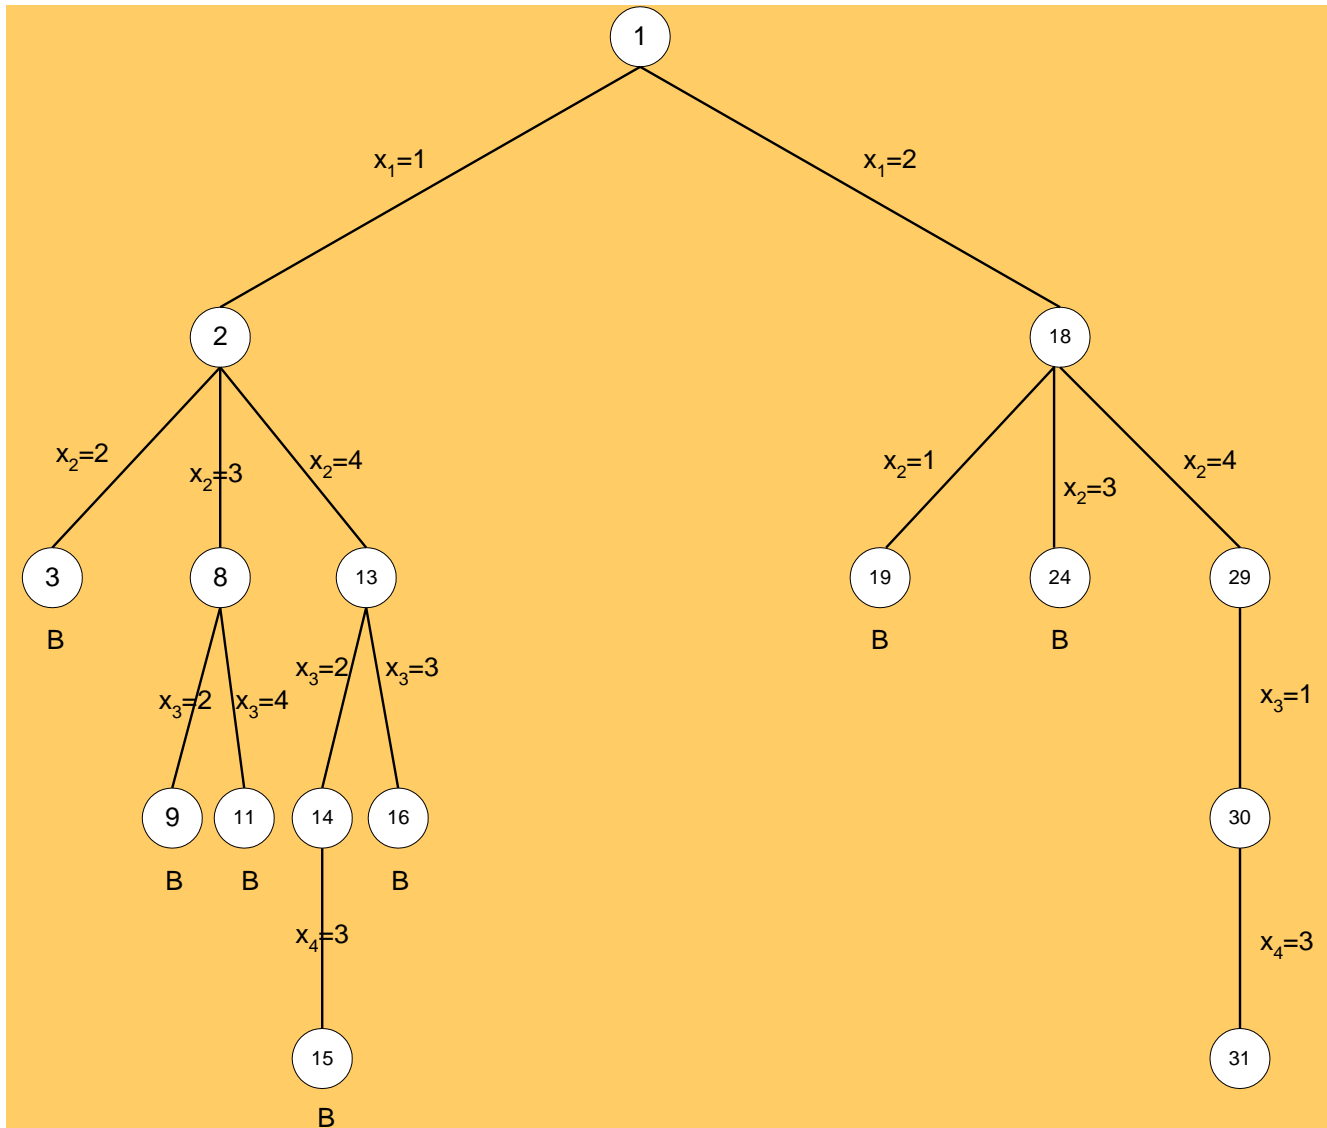 1
x₁=1
x₁=2
2
18
x₂=2
x₂=3
x₂=4
x₂=1
x₂=3
x₂=4
3
8
13
19
24
29
B
B
B
x₃=2
x₃=4
x₃=2
x₃=3
x₃=1
9
11
14
16
30
B
B
B
x₄=3
x₄=3
15
31
B